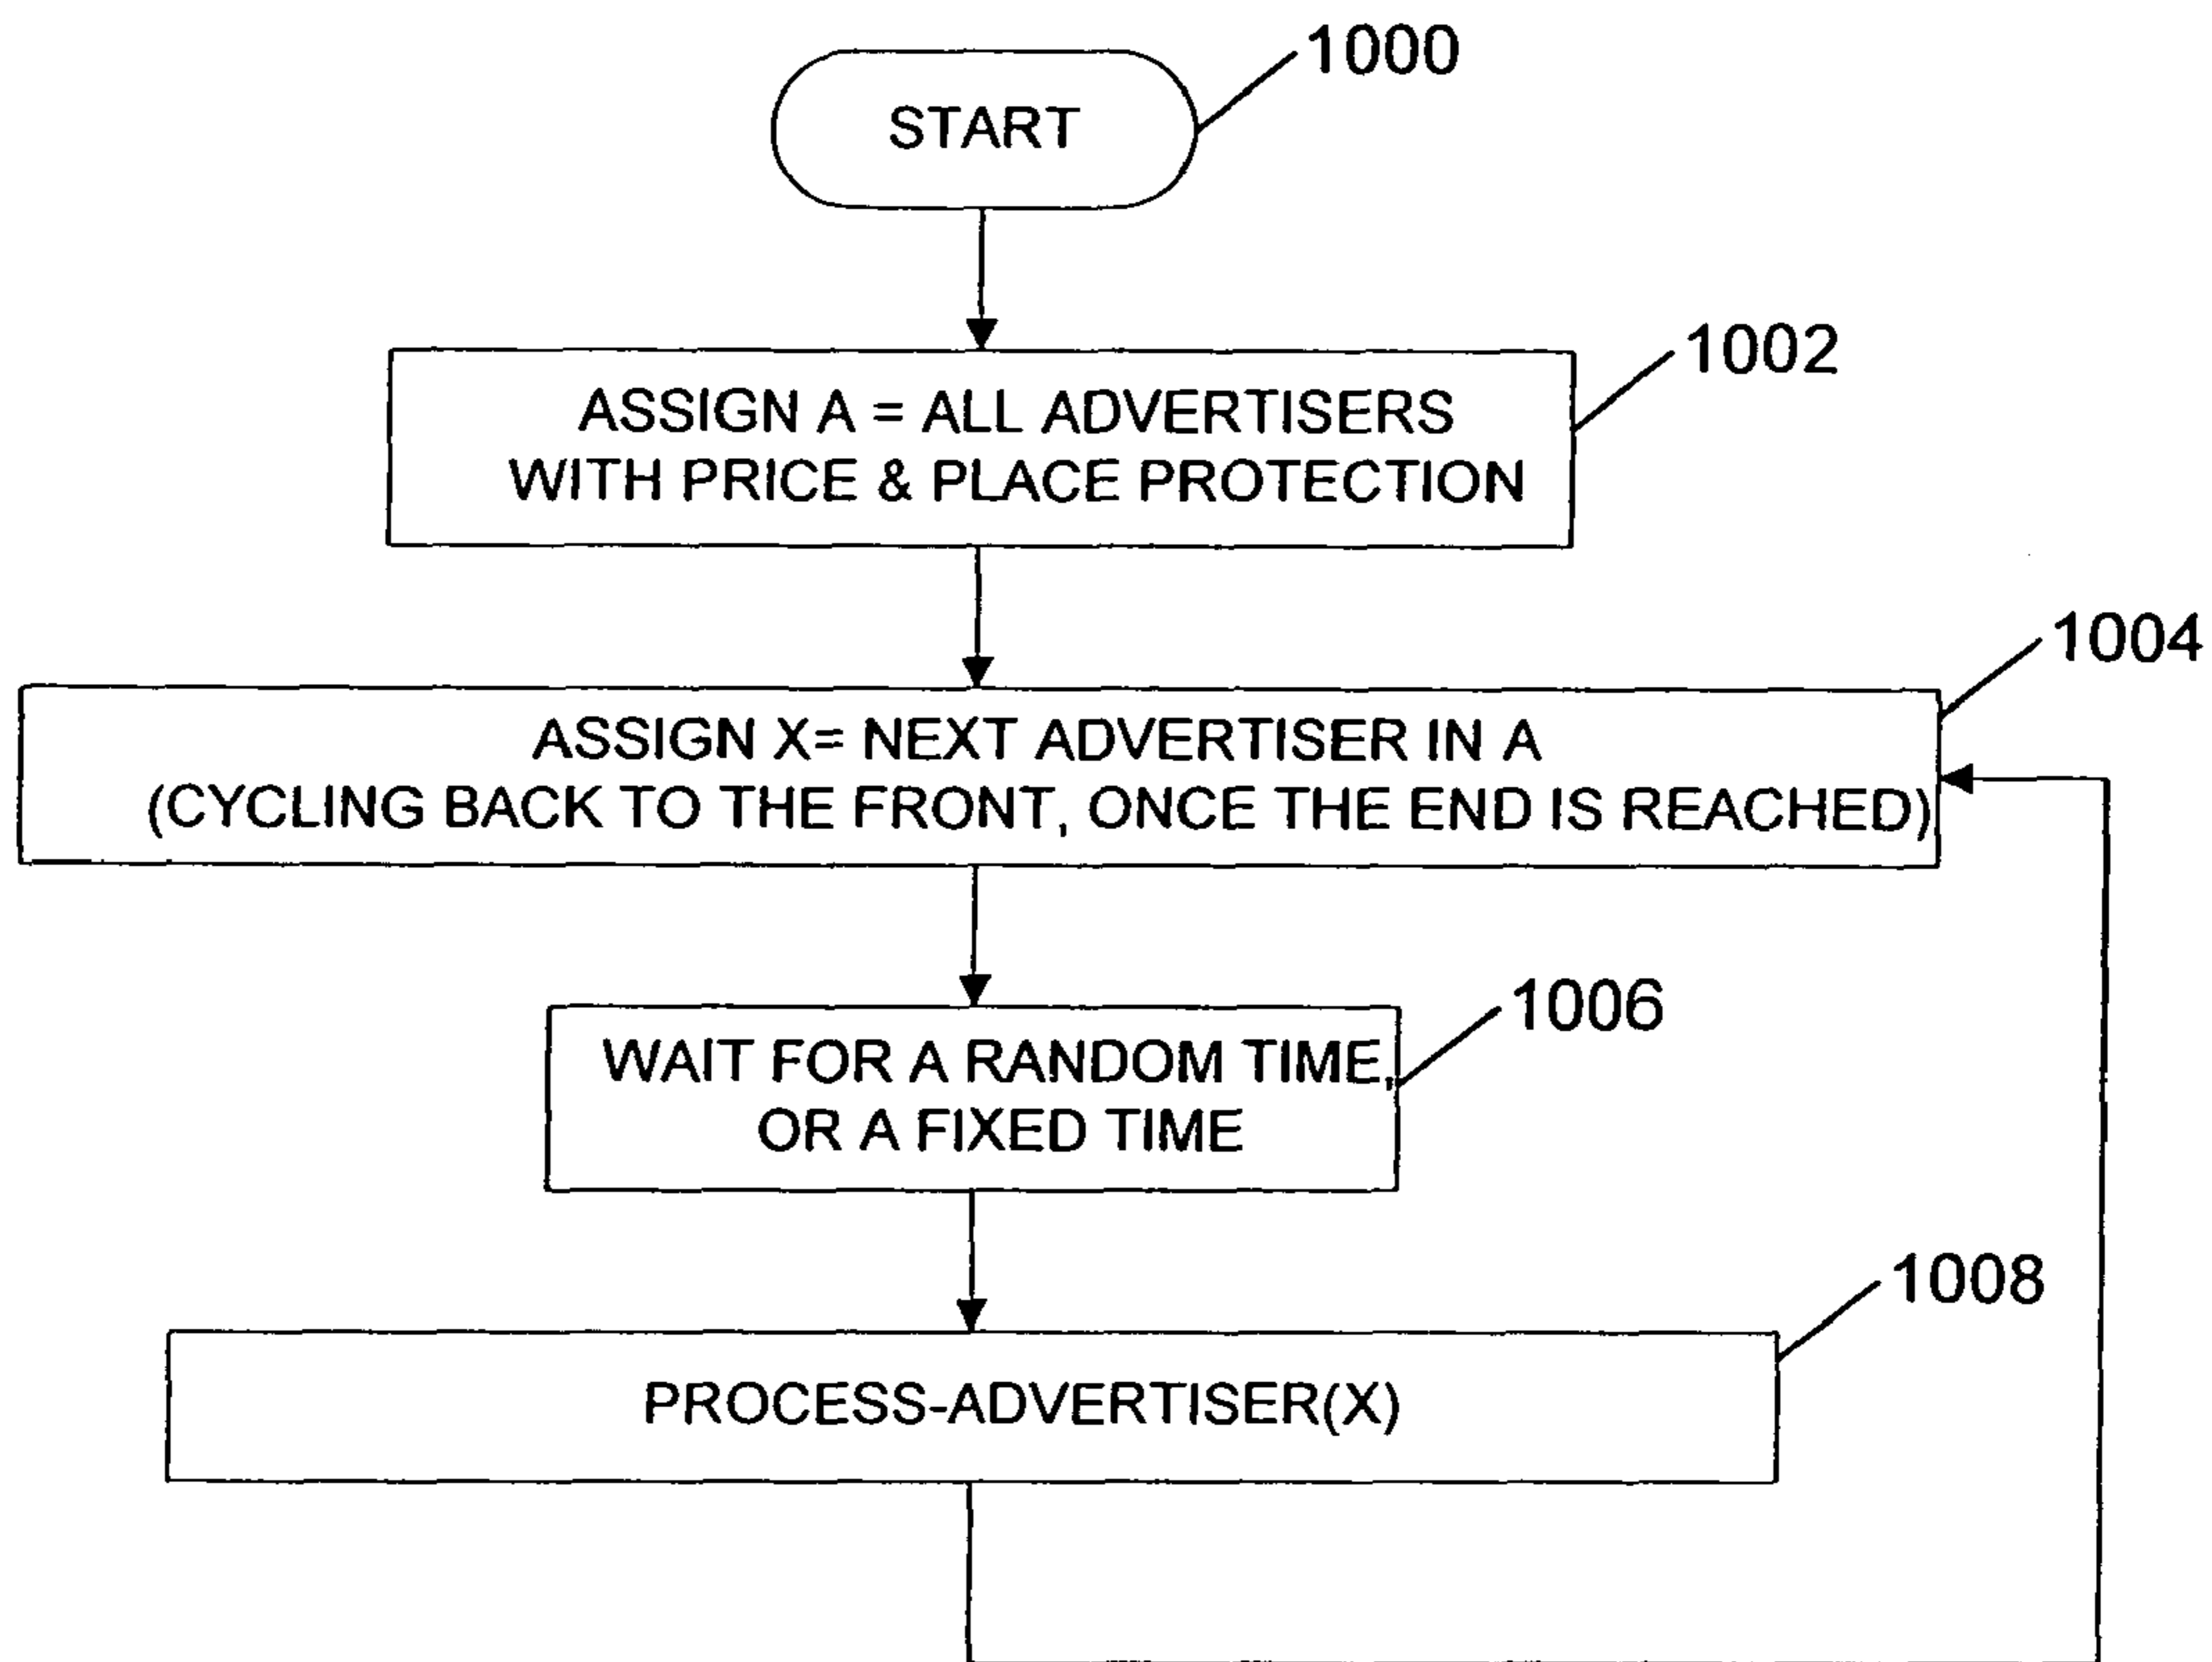 1000
START
1002
ASSIGN A = ALL ADVERTISERS
WITH PRICE & PLACE PROTECTION
1004
ASSIGN X= NEXT ADVERTISER IN A
(CYCLING BACK TO THE FRONT, ONCE THE END IS REACHED)
1006
WAIT FOR A RANDOM TIME,
OR A FIXED TIME
1008
PROCESS-ADVERTISER(X)